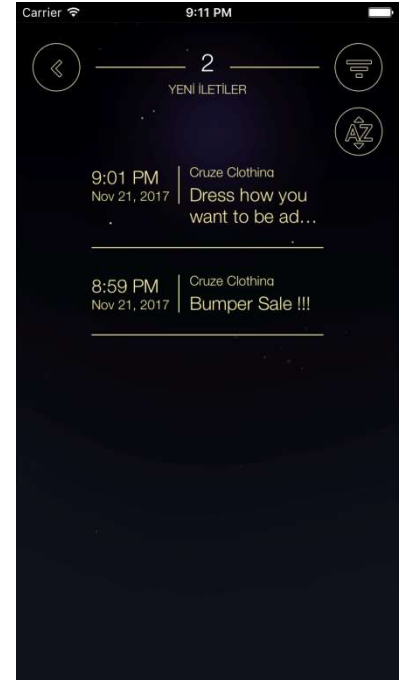 Carrier 9:11 PM
2
YENİ İLETİLER
AZ
9:01 PM
Nov 21, 2017
Cruze Clothing
Dress how you
want to be ad...
8:59 PM
Nov 21, 2017
Cruze Clothing
Bumper Sale !!!